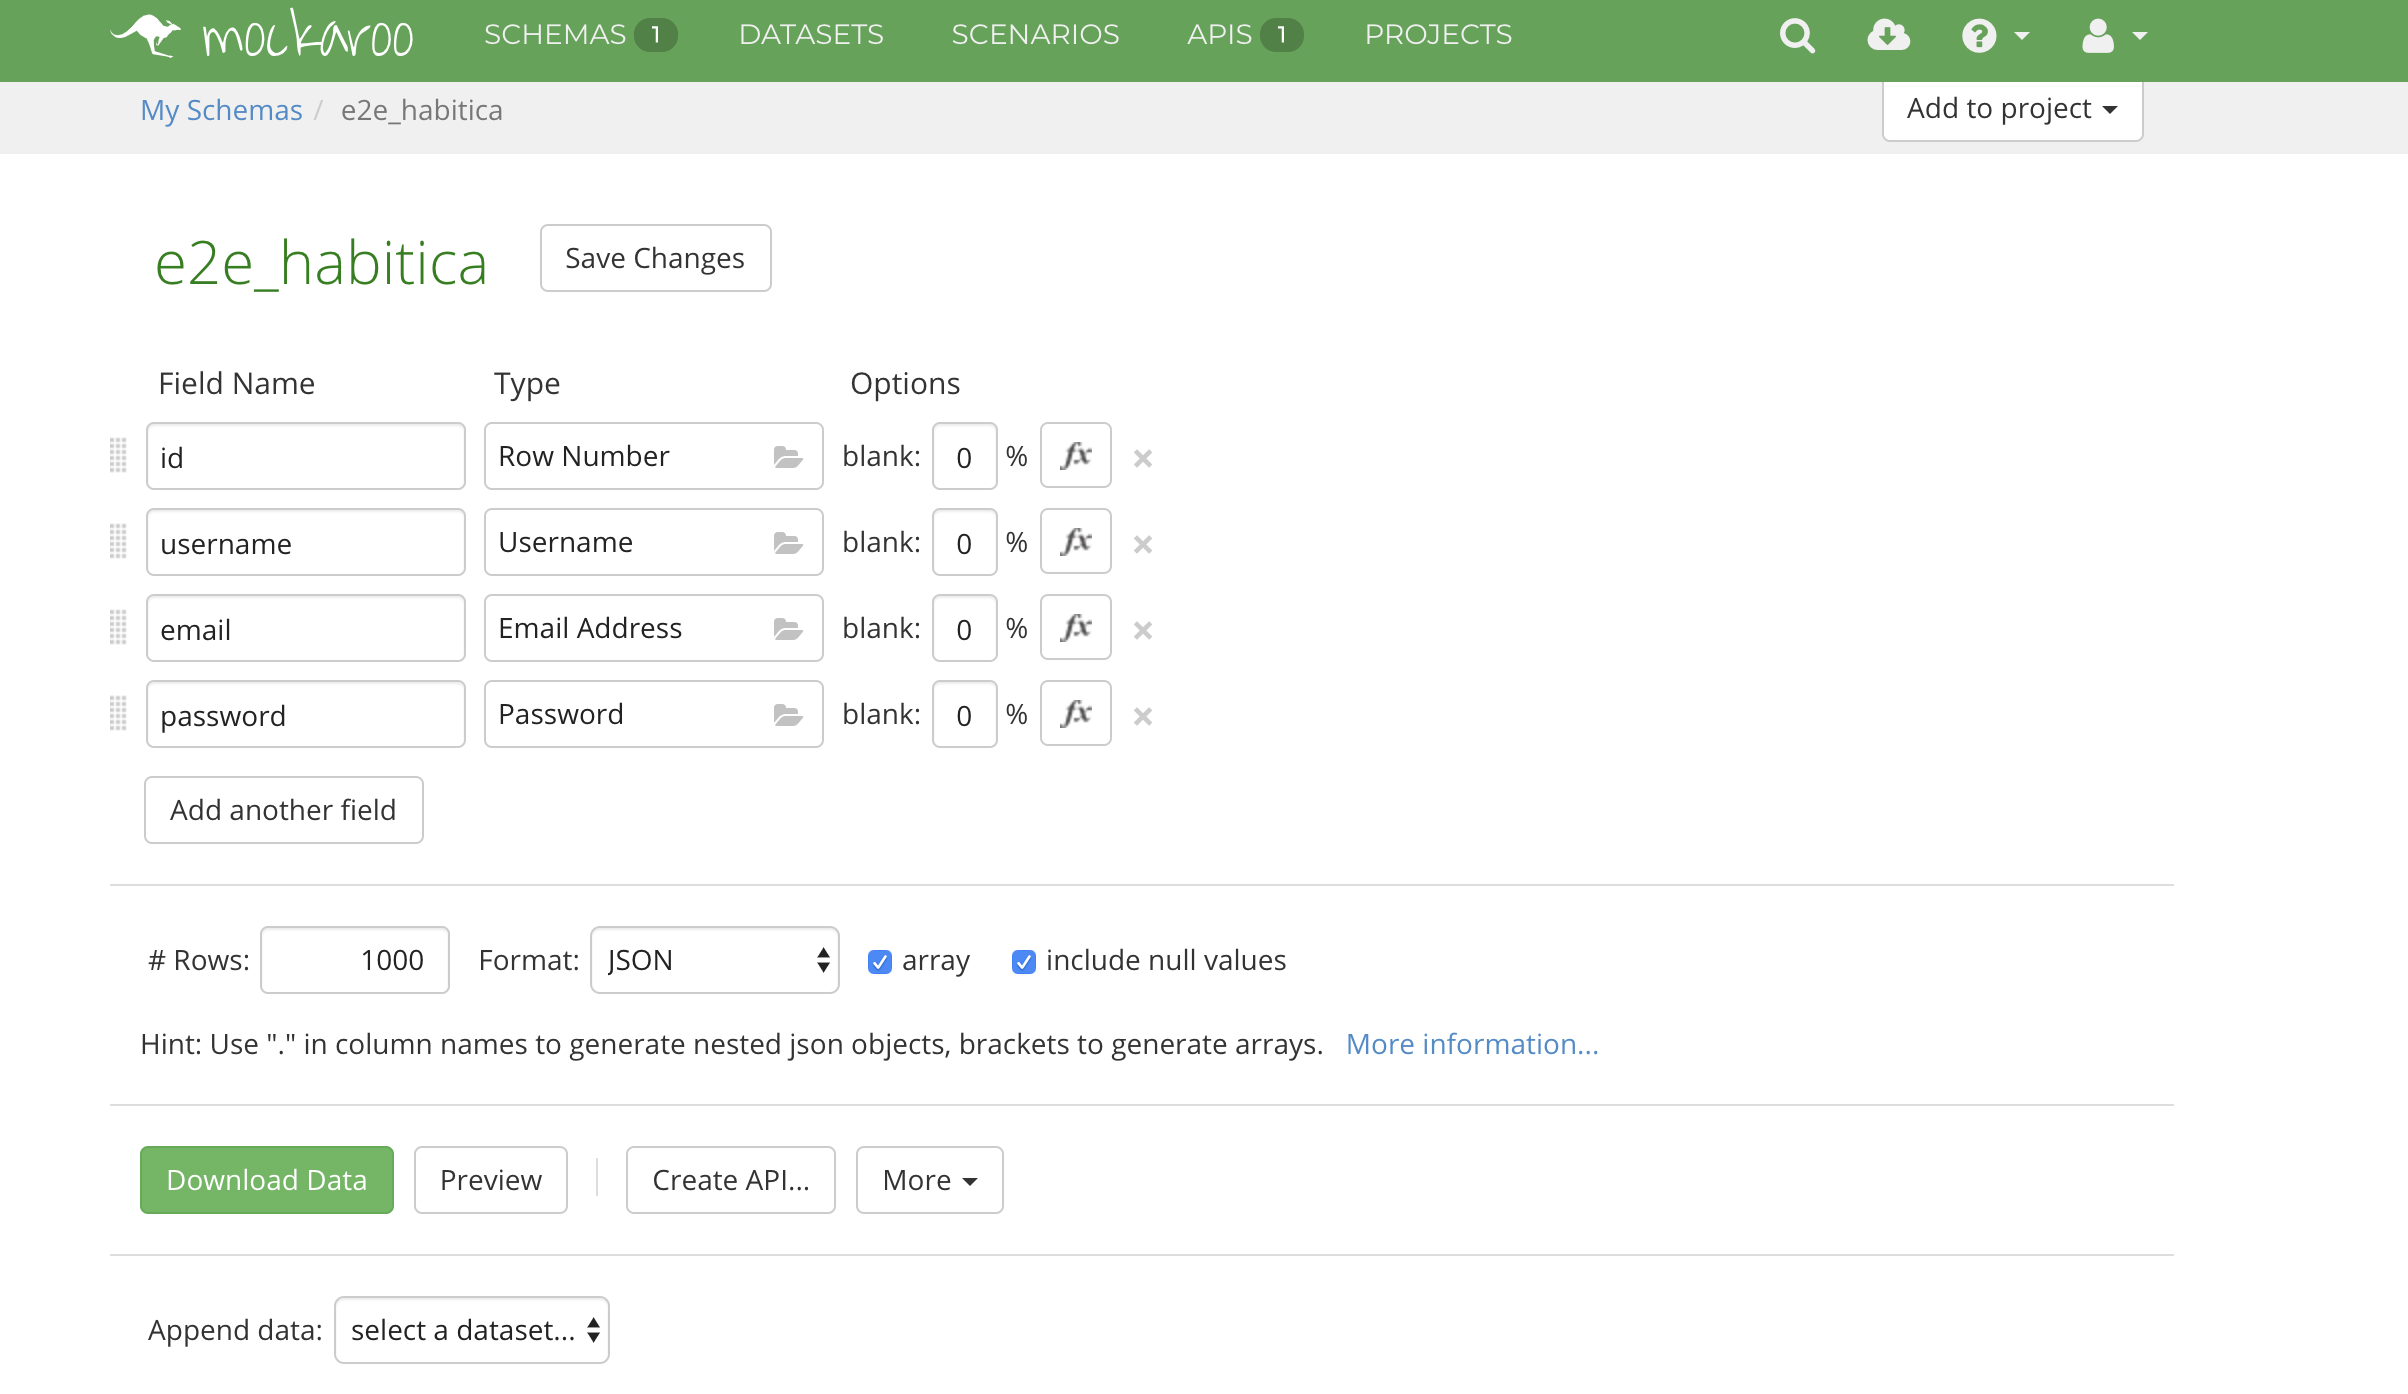 mockaroo SCHEMAS 1 DATASETS SCENARIOS APIS 1 PROJECTS
My Schemas / e2e_habitica Add to project
e2e_habitica Save Changes
Field Name Type Options
id Row Number blank: 0 % fx ×
username Username blank: 0 % fx ×
email Email Address blank: 0 % fx ×
password Password blank: 0 % fx ×
Add another field
# Rows: 1000 Format: JSON array include null values
Hint: Use "." in column names to generate nested json objects, brackets to generate arrays. More information...
Download Data Preview Create API... More
Append data: select a dataset...